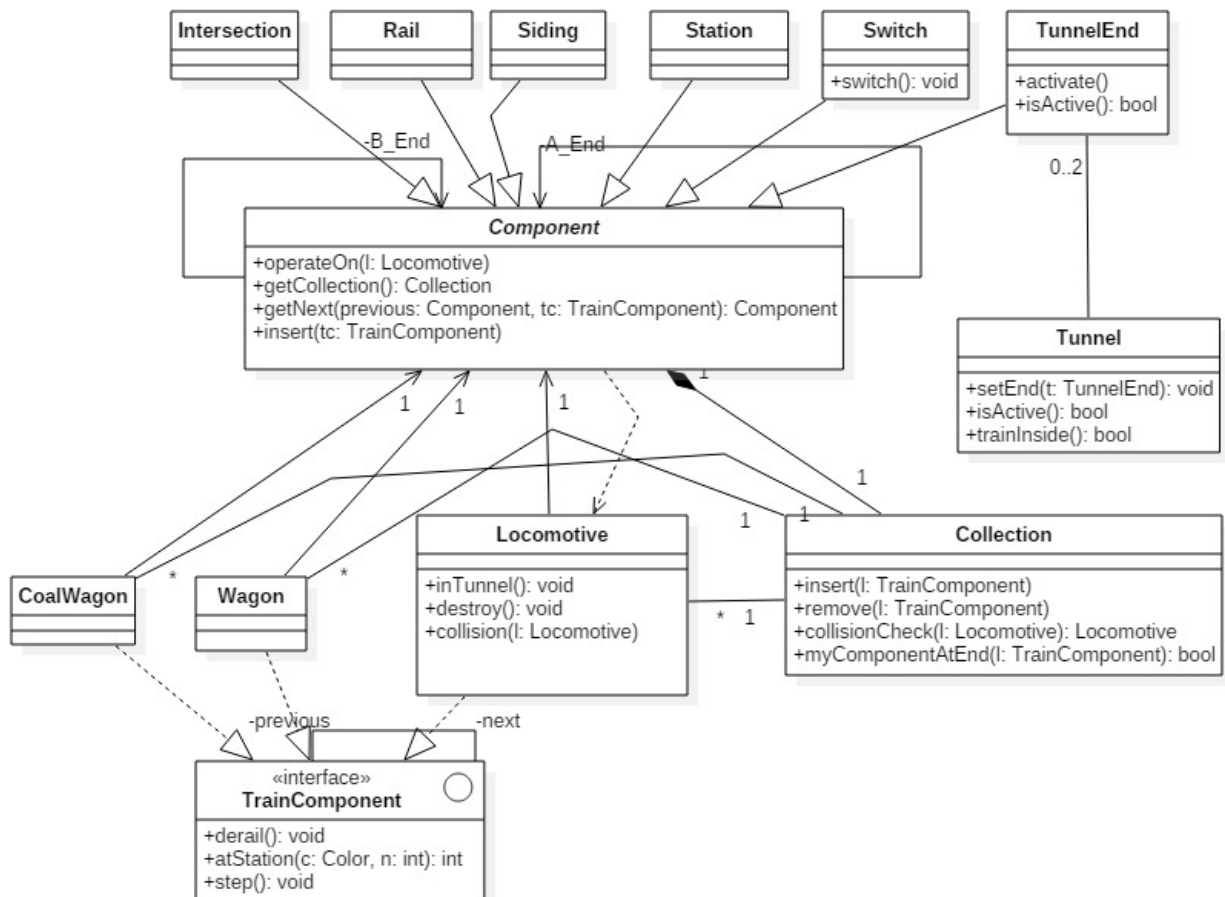 Intersection
Rail
Siding
Station
Switch
+switch(): void
TunnelEnd
+activate()
+isActive(): bool
-B_End
-A_End
0..2
Component
+operateOn(l: Locomotive)
+getCollection(): Collection
+getNext(previous: Component, tc: TrainComponent): Component
+insert(tc: TrainComponent)
Tunnel
+setEnd(t: TunnelEnd): void
+isActive(): bool
+trainInside(): bool
1
1
1
1
1
1
1
Locomotive
+inTunnel(): void
+destroy(): void
+collision(l: Locomotive)
Collection
+insert(l: TrainComponent)
+remove(l: TrainComponent)
+collisionCheck(l: Locomotive): Locomotive
+myComponentAtEnd(l: TrainComponent): bool
*
*
* 1
CoalWagon
Wagon
-previous
-next
«interface»
TrainComponent
+derail(): void
+atStation(c: Color, n: int): int
+step(): void